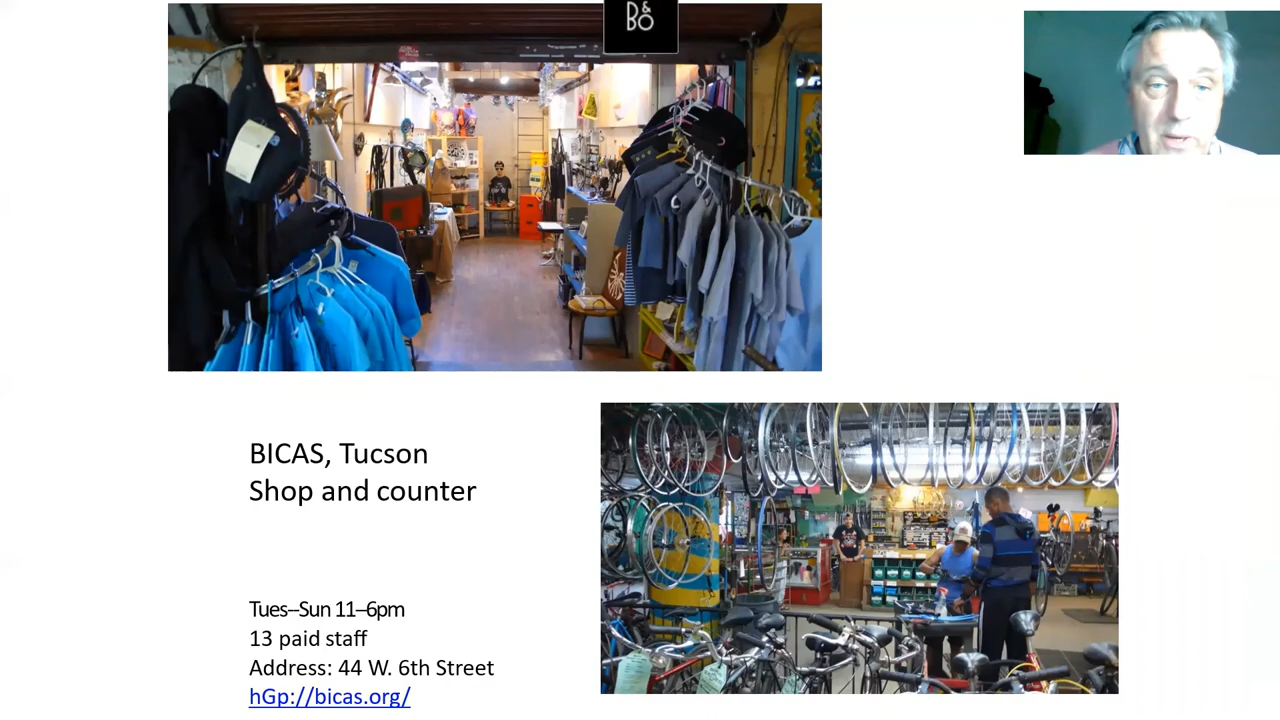 B&
BO
BICAS, Tucson
Shop and counter
Tues–Sun 11–6pm
13 paid staff
Address: 44 W. 6th Street
hGp://bicas.org/